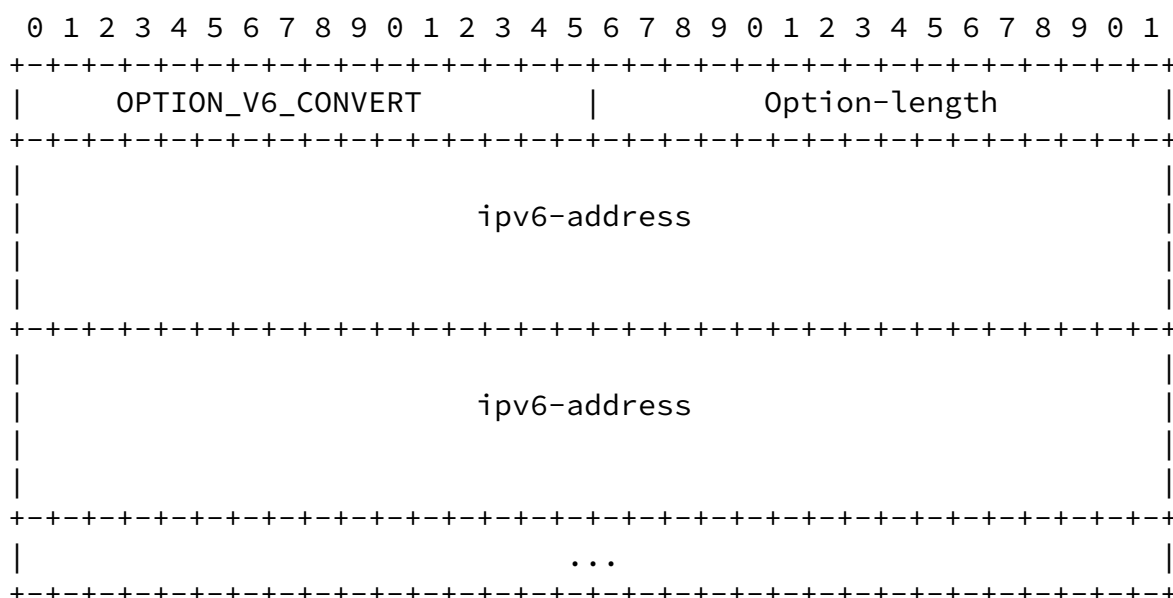 0 1 2 3 4 5 6 7 8 9 0 1 2 3 4 5 6 7 8 9 0 1 2 3 4 5 6 7 8 9 0 1
+-+-+-+-+-+-+-+-+-+-+-+-+-+-+-+-+-+-+-+-+-+-+-+-+-+-+-+-+-+-+-+-+
|     OPTION_V6_CONVERT         |         Option-length         |
+-+-+-+-+-+-+-+-+-+-+-+-+-+-+-+-+-+-+-+-+-+-+-+-+-+-+-+-+-+-+-+-+
|                                                               |
|                         ipv6-address                          |
|                                                               |
|                                                               |
+-+-+-+-+-+-+-+-+-+-+-+-+-+-+-+-+-+-+-+-+-+-+-+-+-+-+-+-+-+-+-+-+
|                                                               |
|                         ipv6-address                          |
|                                                               |
|                                                               |
+-+-+-+-+-+-+-+-+-+-+-+-+-+-+-+-+-+-+-+-+-+-+-+-+-+-+-+-+-+-+-+-+
|                              ...                              |
+-+-+-+-+-+-+-+-+-+-+-+-+-+-+-+-+-+-+-+-+-+-+-+-+-+-+-+-+-+-+-+-+